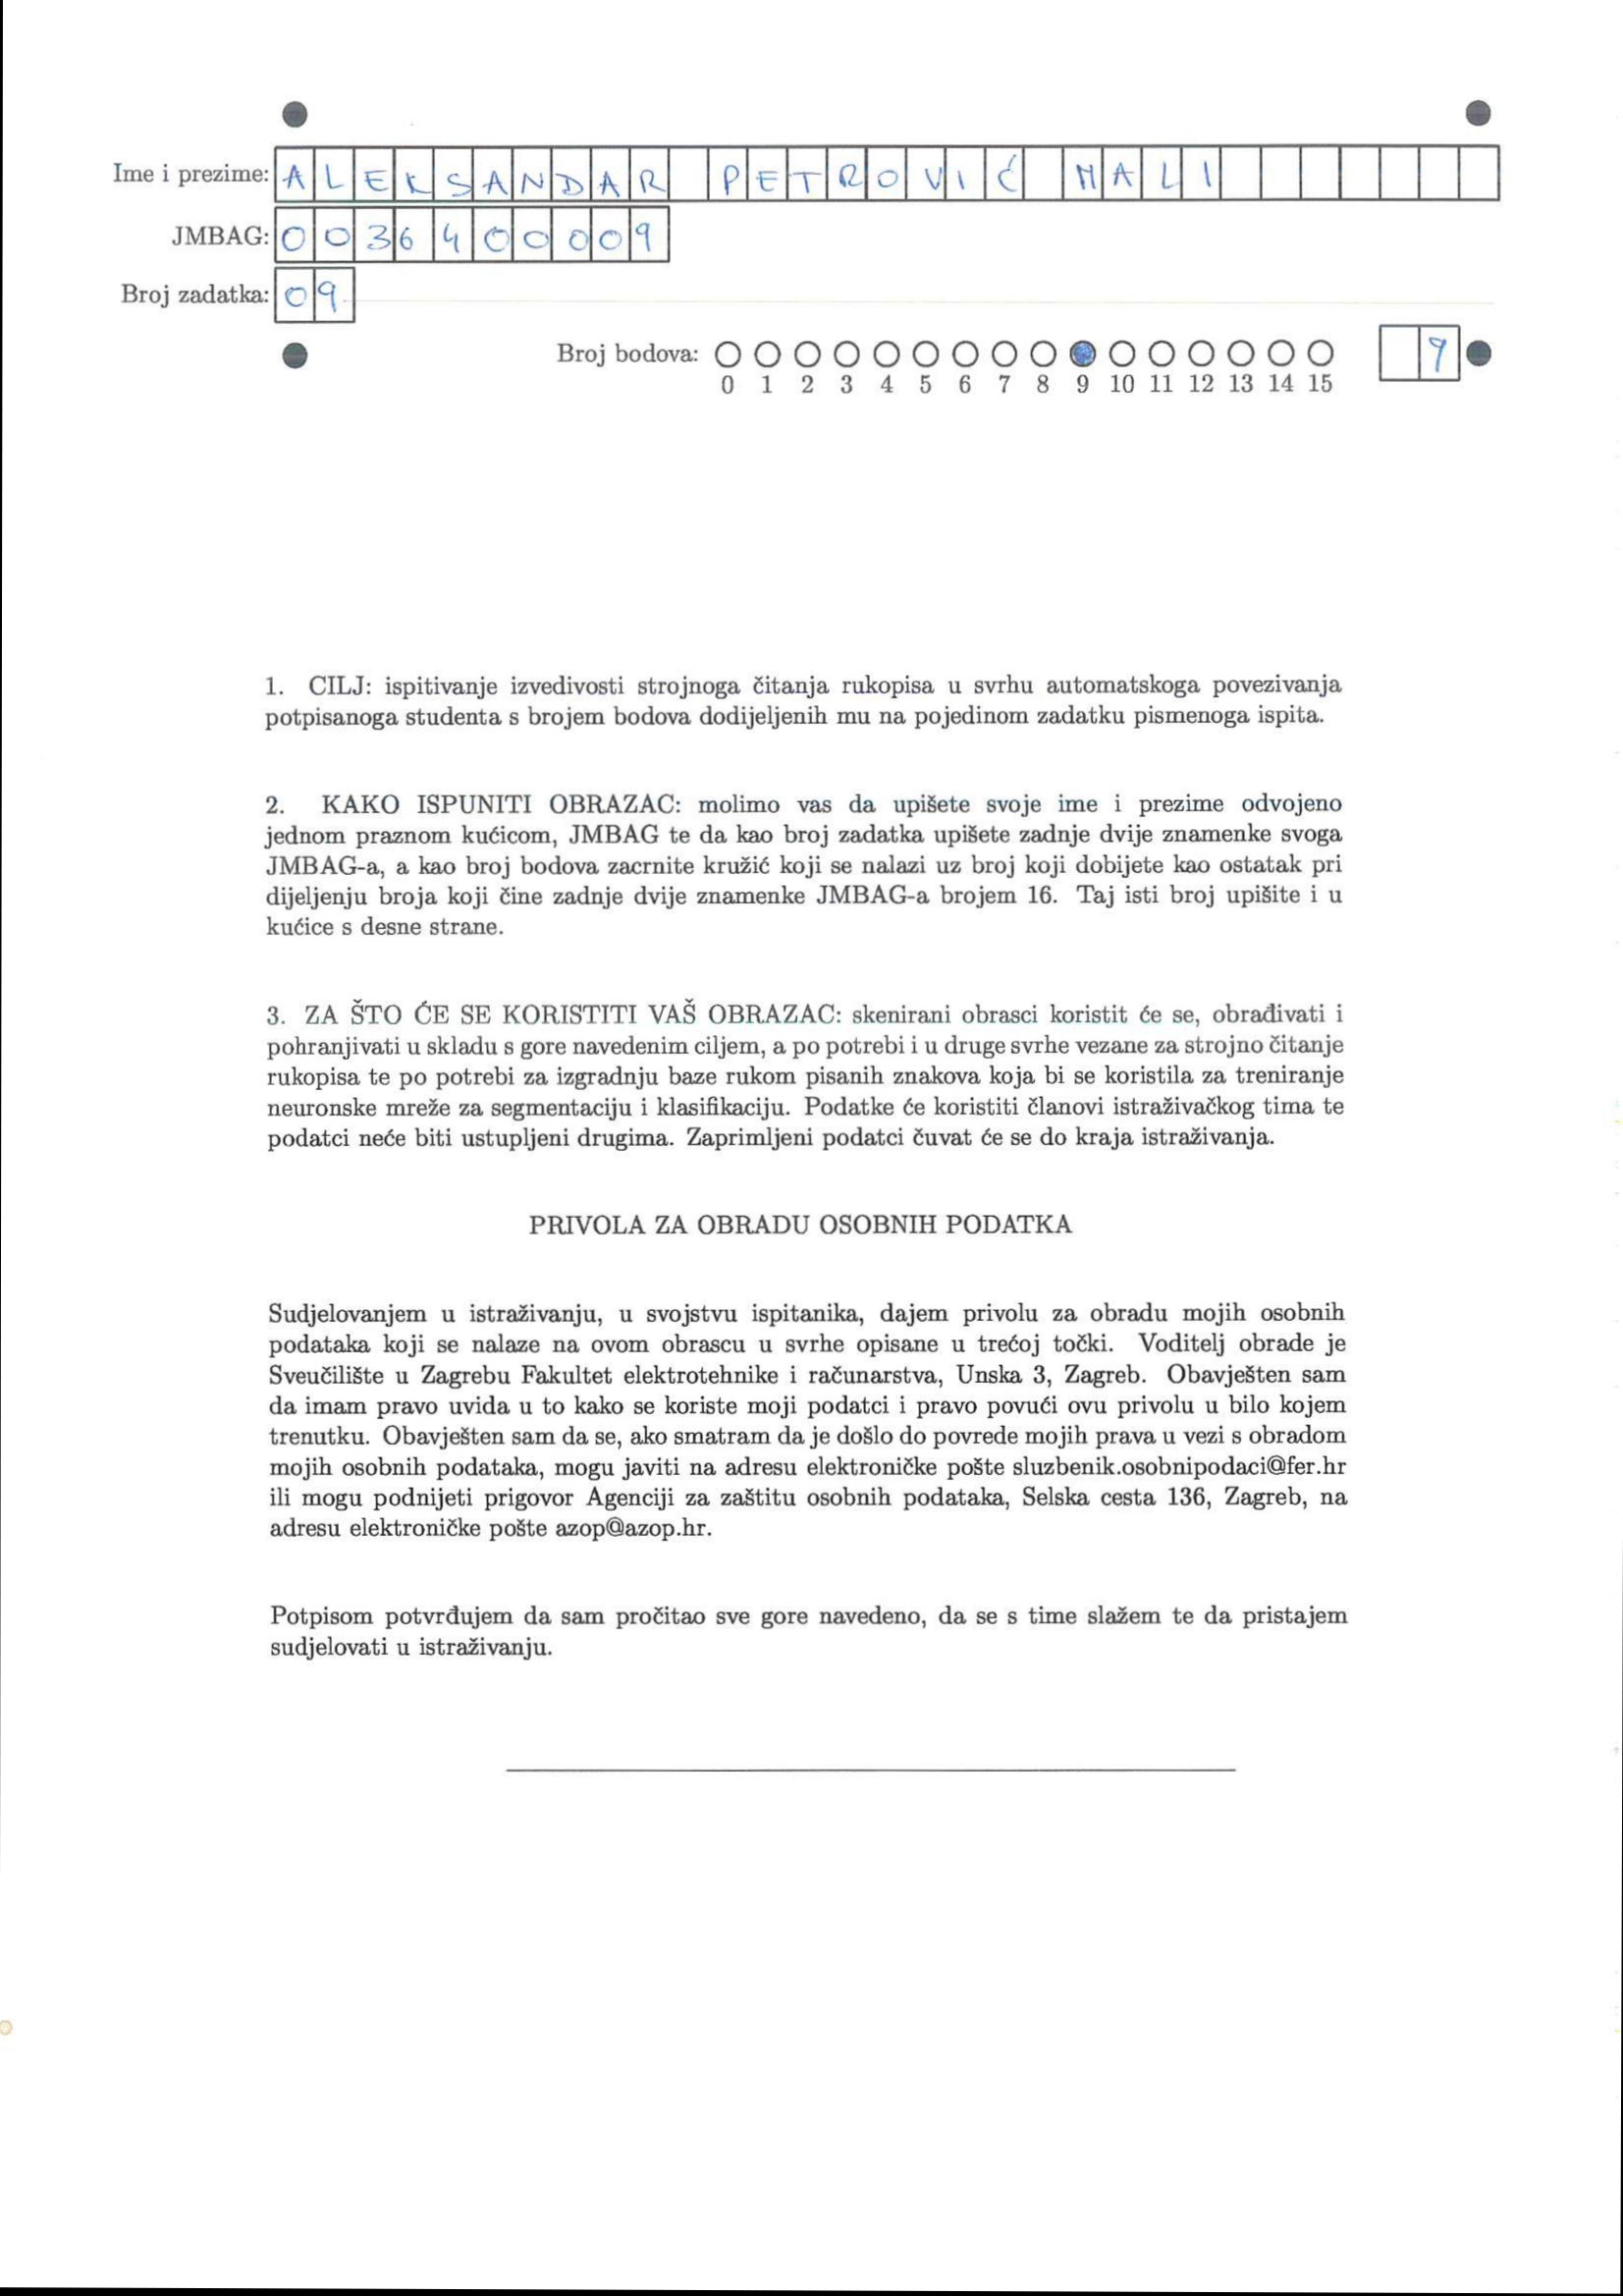 Ime i prezime: ALEKSANDAR PETROVIĆ MALI
JMBAG: 0036400009
Broj zadatka: 09
Broj bodova: 9
0 1 2 3 4 5 6 7 8 9 10 11 12 13 14 15
1. CILJ: ispitivanje izvedivosti strojnoga čitanja rukopisa u svrhu automatskoga povezivanja
potpisanoga studenta s brojem bodova dodijeljenih mu na pojedinom zadatku pismenoga ispita.
2. KAKO ISPUNITI OBRAZAC: molimo vas da upišete svoje ime i prezime odvojeno
jednom praznom kućicom, JMBAG te da kao broj zadatka upišete zadnje dvije znamenke svoga
JMBAG-a, a kao broj bodova zacrnite kružić koji se nalazi uz broj koji dobijete kao ostatak pri
dijeljenju broja koji čine zadnje dvije znamenke JMBAG-a brojem 16. Taj isti broj upišite i u
kućice s desne strane.
3. ZA ŠTO ĆE SE KORISTITI VAŠ OBRAZAC: skenirani obrasci koristit će se, obrađivati i
pohranjivati u skladu s gore navedenim ciljem, a po potrebi i u druge svrhe vezane za strojno čitanje
rukopisa te po potrebi za izgradnju baze rukom pisanih znakova koja bi se koristila za treniranje
neuronske mreže za segmentaciju i klasifikaciju. Podatke će koristiti članovi istraživačkog tima te
podatci neće biti ustupljeni drugima. Zaprimljeni podatci čuvat će se do kraja istraživanja.
PRIVOLA ZA OBRADU OSOBNIH PODATKA
Sudjelovanjem u istraživanju, u svojstvu ispitanika, dajem privolu za obradu mojih osobnih
podataka koji se nalaze na ovom obrascu u svrhe opisane u trećoj točki. Voditelj obrade je
Sveučilište u Zagrebu Fakultet elektrotehnike i računarstva, Unska 3, Zagreb. Obavješten sam
da imam pravo uvida u to kako se koriste moji podatci i pravo povući ovu privolu u bilo kojem
trenutku. Obavješten sam da se, ako smatram da je došlo do povrede mojih prava u vezi s obradom
mojih osobnih podataka, mogu javiti na adresu elektroničke pošte sluzbenik.osobnipodaci@fer.hr
ili mogu podnijeti prigovor Agenciji za zaštitu osobnih podataka, Selska cesta 136, Zagreb, na
adresu elektroničke pošte azop@azop.hr.
Potpisom potvrđujem da sam pročitao sve gore navedeno, da se s time slažem te da pristajem
sudjelovati u istraživanju.